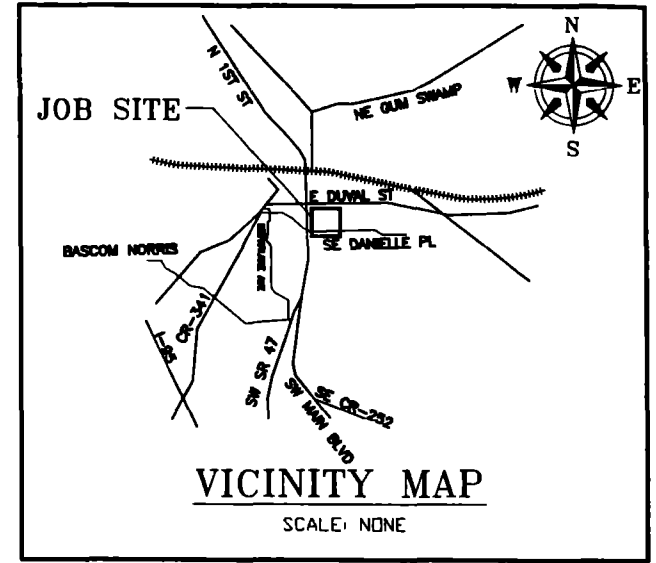 N
N 1ST ST
NE GUM SWAMP
W
E
JOB SITE
S
E DUVAL ST
SE DANIELLE PL
BASCOM NORRIS
CR-341
SW SR 47
SE CR-252
SW MAIN BLVD
VICINITY MAP
SCALE: NONE